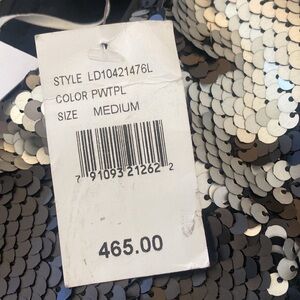 STYLE LD10421476L
COLOR PWTPL
SIZE MEDIUM
7 91093 21262 2
465.00